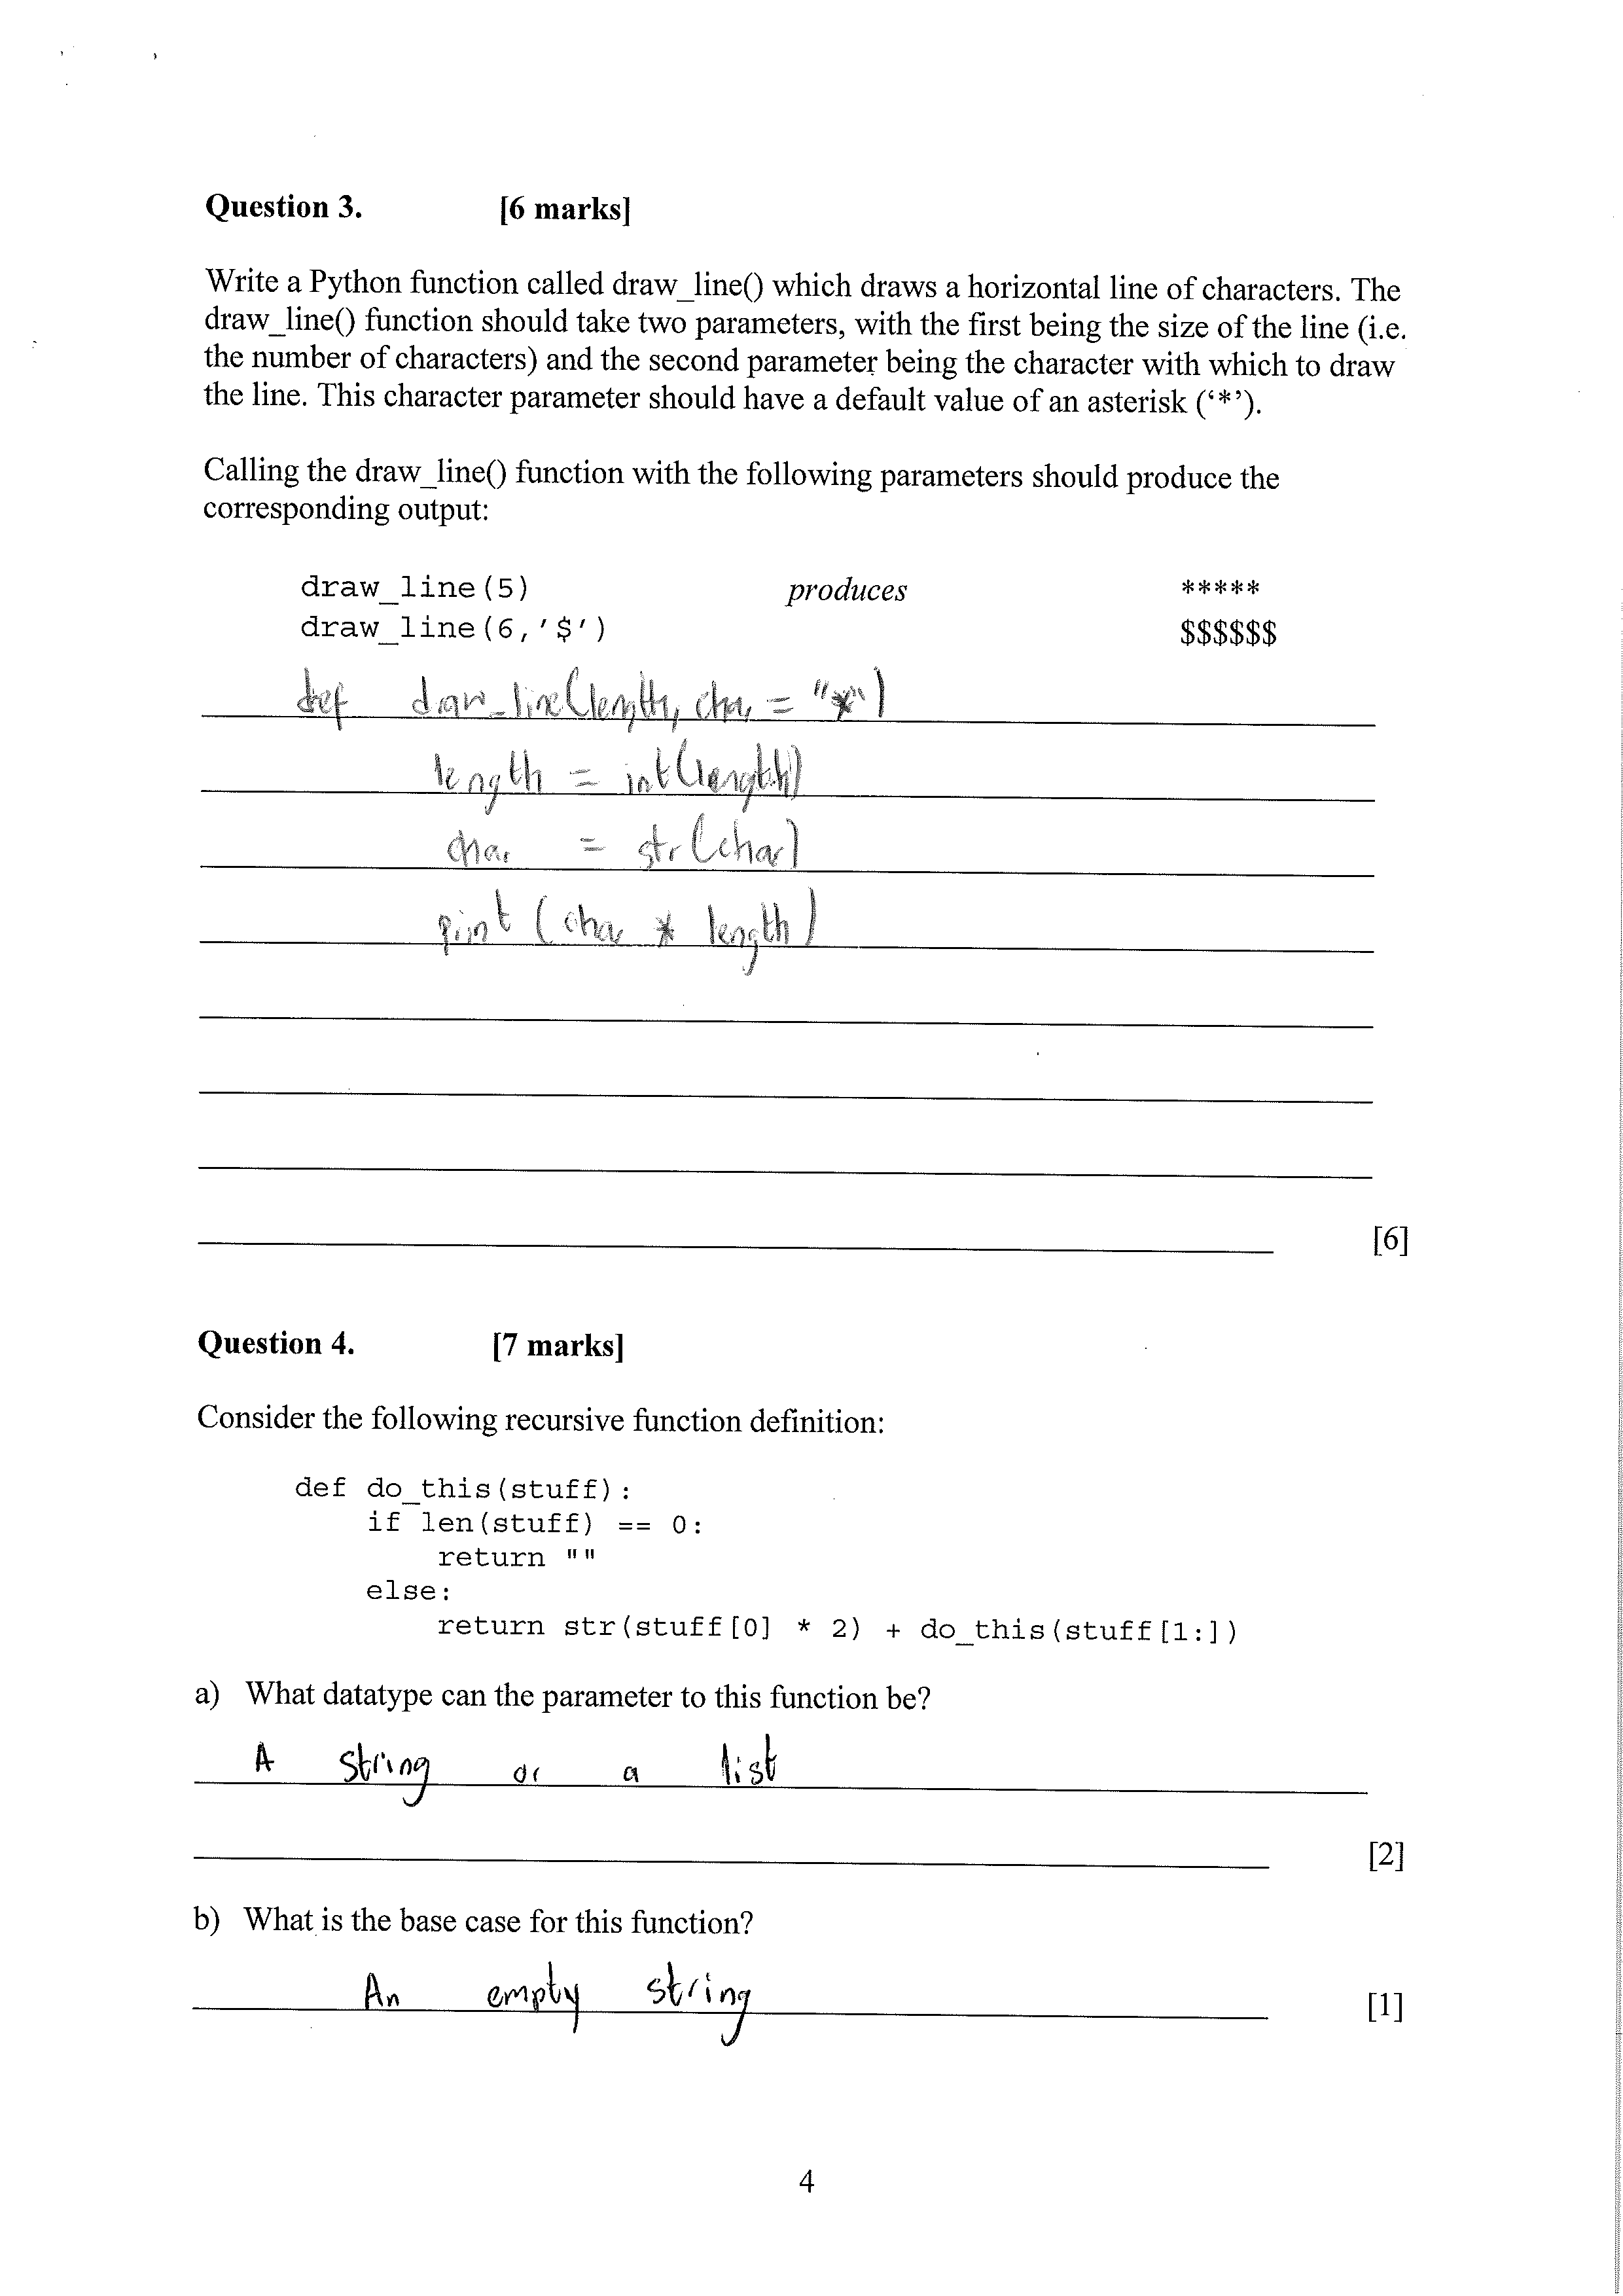 Question 3. [6 marks]
Write a Python function called draw_line() which draws a horizontal line of characters. The
draw_line() function should take two parameters, with the first being the size of the line (i.e.
the number of characters) and the second parameter being the character with which to draw
the line. This character parameter should have a default value of an asterisk (‘*’).
Calling the draw_line() function with the following parameters should produce the
corresponding output:
draw_line(5) produces *****
draw_line(6,'$') $$$$$$
def draw_line(length, char = "*")
length = int(length)
char = str(char)
print (char * length)
[6]
Question 4. [7 marks]
Consider the following recursive function definition:
def do_this(stuff):
if len(stuff) == 0:
return ""
else:
return str(stuff[0] * 2) + do_this(stuff[1:])
a) What datatype can the parameter to this function be?
A string or a list
[2]
b) What is the base case for this function?
An empty string [1]
4